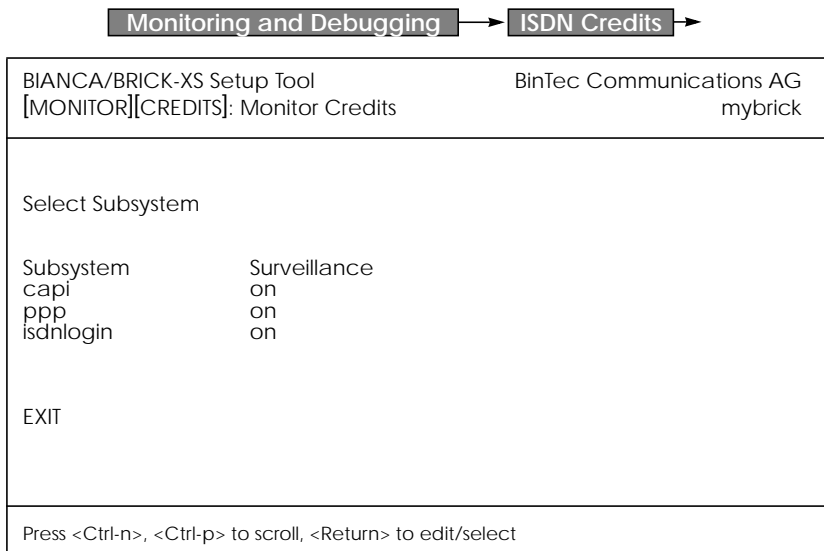 Monitoring and Debugging ISDN Credits
BIANCA/BRICK-XS Setup Tool BinTec Communications AG
[MONITOR][CREDITS]: Monitor Credits mybrick
Select Subsystem
Subsystem Surveillance
capi on
ppp on
isdnlogin on
EXIT
Press <Ctrl-n>, <Ctrl-p> to scroll, <Return> to edit/select